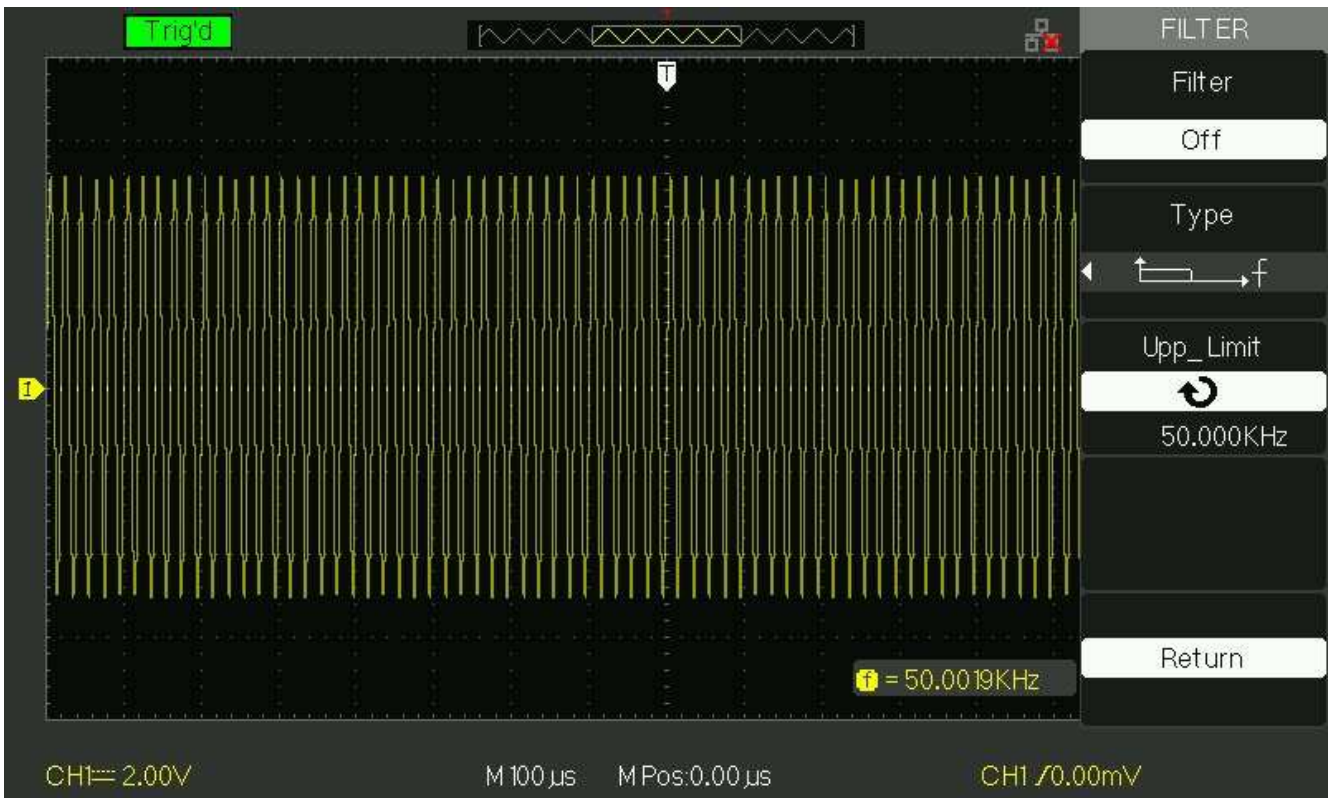 Trig'd
FILTER
T
Filter
Off
Type
f
Upp_Limit
50.000KHz
1
f = 50.0019KHz
Return
CH1 2.00V
M 100 µs
M Pos:0.00 µs
CH1 0.00mV